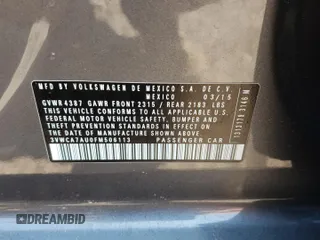 MFD. BY VOLKSWAGEN DE MEXICO S.A. DE C.V.
MEXICO 03/15
GVWR 4387 GAWR FRONT 2315 / REAR 2183 LBS
THIS VEHICLE CONFORMS TO ALL APPLICABLE U.S.
FEDERAL MOTOR VEHICLE SAFETY, BUMPER AND
THEFT PREVENTION STANDARDS IN EFFECT ON
THE DATE OF MANUFACTURE SHOWN ABOVE
3VWCA7AU0FM506113 PASSENGER CAR
DREAMBID